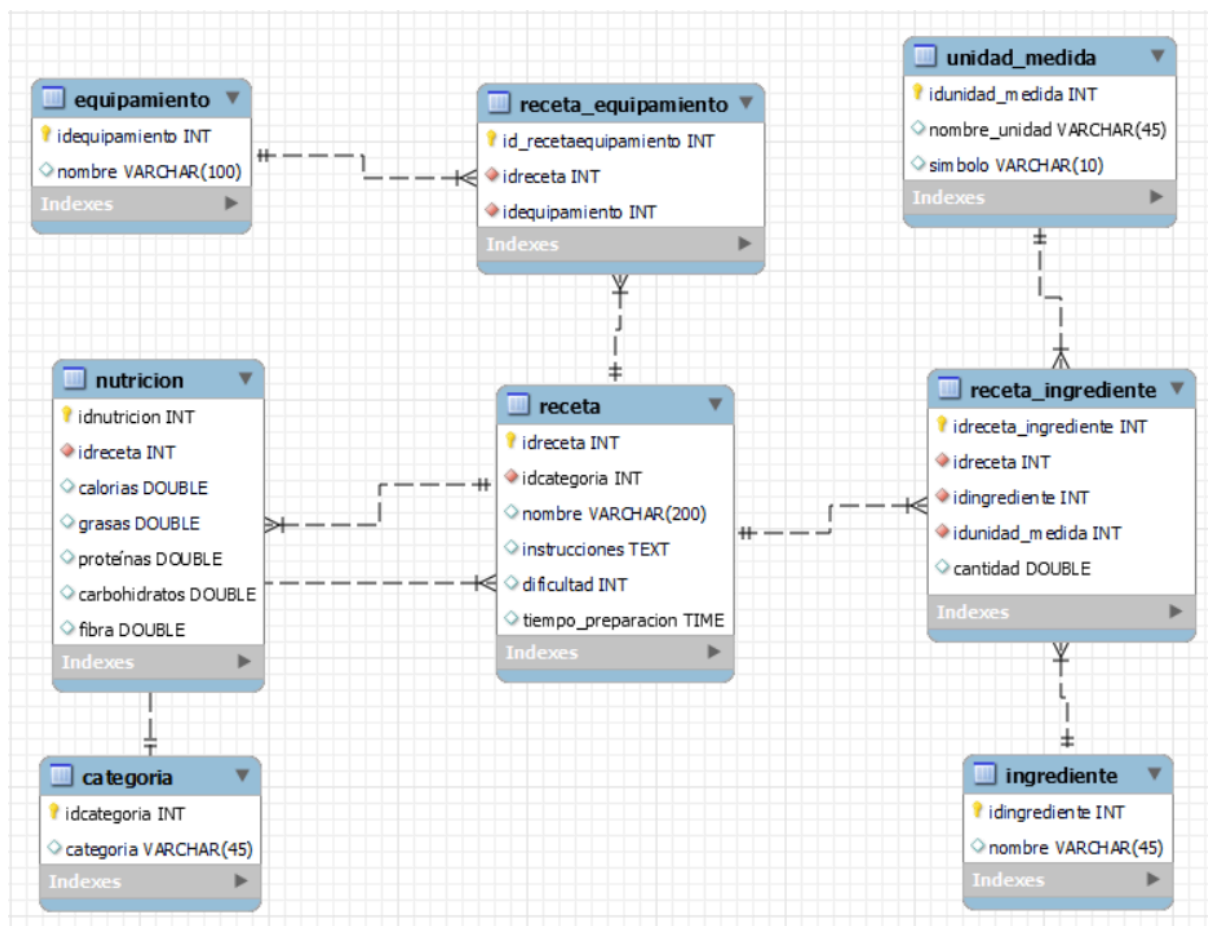 equipamiento
idequipamiento INT
nombre VARCHAR(100)
Indexes
receta_equipamiento
id_recetaequipamiento INT
idreceta INT
idequipamiento INT
Indexes
unidad_medida
idunidad_medida INT
nombre_unidad VARCHAR(45)
simbolo VARCHAR(10)
Indexes
nutricion
idnutricion INT
idreceta INT
calorias DOUBLE
grasas DOUBLE
proteínas DOUBLE
carbohidratos DOUBLE
fibra DOUBLE
Indexes
receta
idreceta INT
idcategoria INT
nombre VARCHAR(200)
instrucciones TEXT
dificultad INT
tiempo_preparacion TIME
Indexes
receta_ingrediente
idreceta_ingrediente INT
idreceta INT
idingrediente INT
idunidad_medida INT
cantidad DOUBLE
Indexes
categoria
idcategoria INT
categoria VARCHAR(45)
Indexes
ingrediente
idingrediente INT
nombre VARCHAR(45)
Indexes